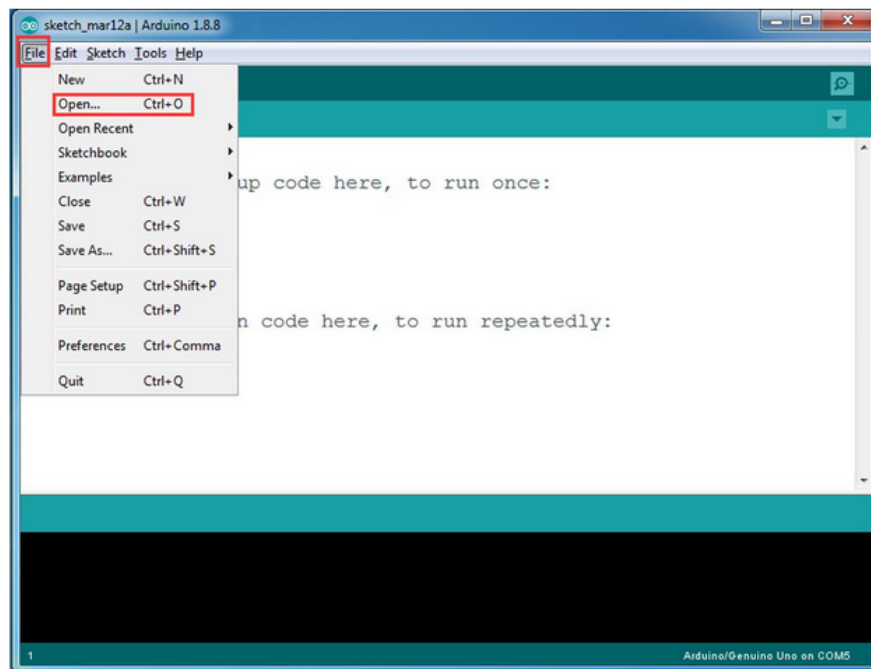 sketch_mar12a | Arduino 1.8.8
File Edit Sketch Tools Help
New Ctrl+N
Open... Ctrl+O
Open Recent
Sketchbook
Examples
Close Ctrl+W
Save Ctrl+S
Save As... Ctrl+Shift+S
Page Setup Ctrl+Shift+P
Print Ctrl+P
Preferences Ctrl+Comma
Quit Ctrl+Q
up code here, to run once:
n code here, to run repeatedly:
1 Arduino/Genuino Uno on COM5